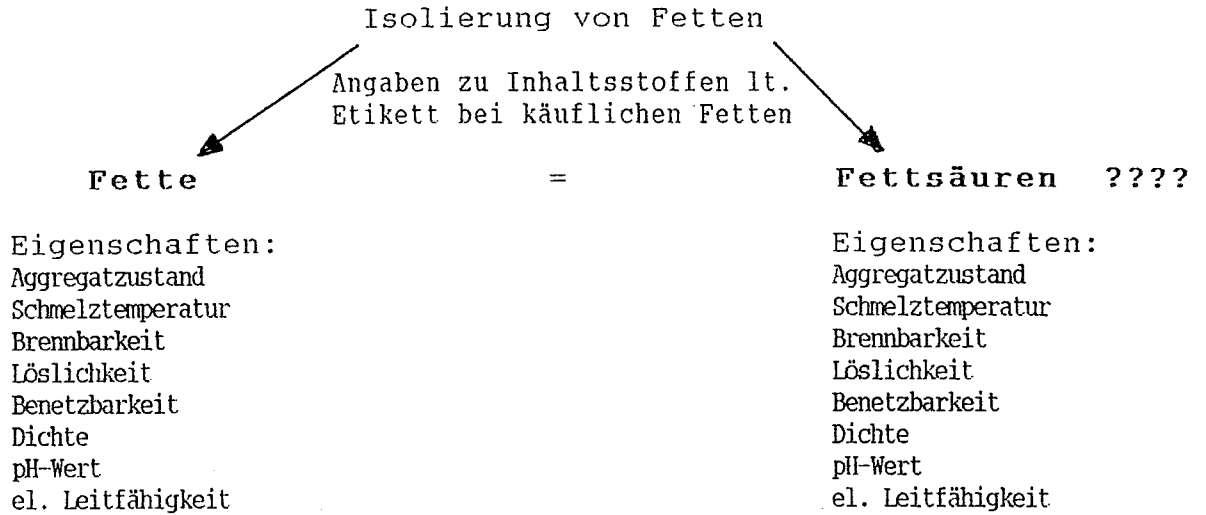 Isolierung von Fetten
Angaben zu Inhaltsstoffen lt.
Etikett bei käuflichen Fetten
Fette = Fettsäuren ????
Eigenschaften:
Aggregatzustand
Schmelztemperatur
Brennbarkeit
Löslichkeit
Benetzbarkeit
Dichte
pH-Wert
el. Leitfähigkeit
Eigenschaften:
Aggregatzustand
Schmelztemperatur
Brennbarkeit
Löslichkeit
Benetzbarkeit
Dichte
pH-Wert
el. Leitfähigkeit